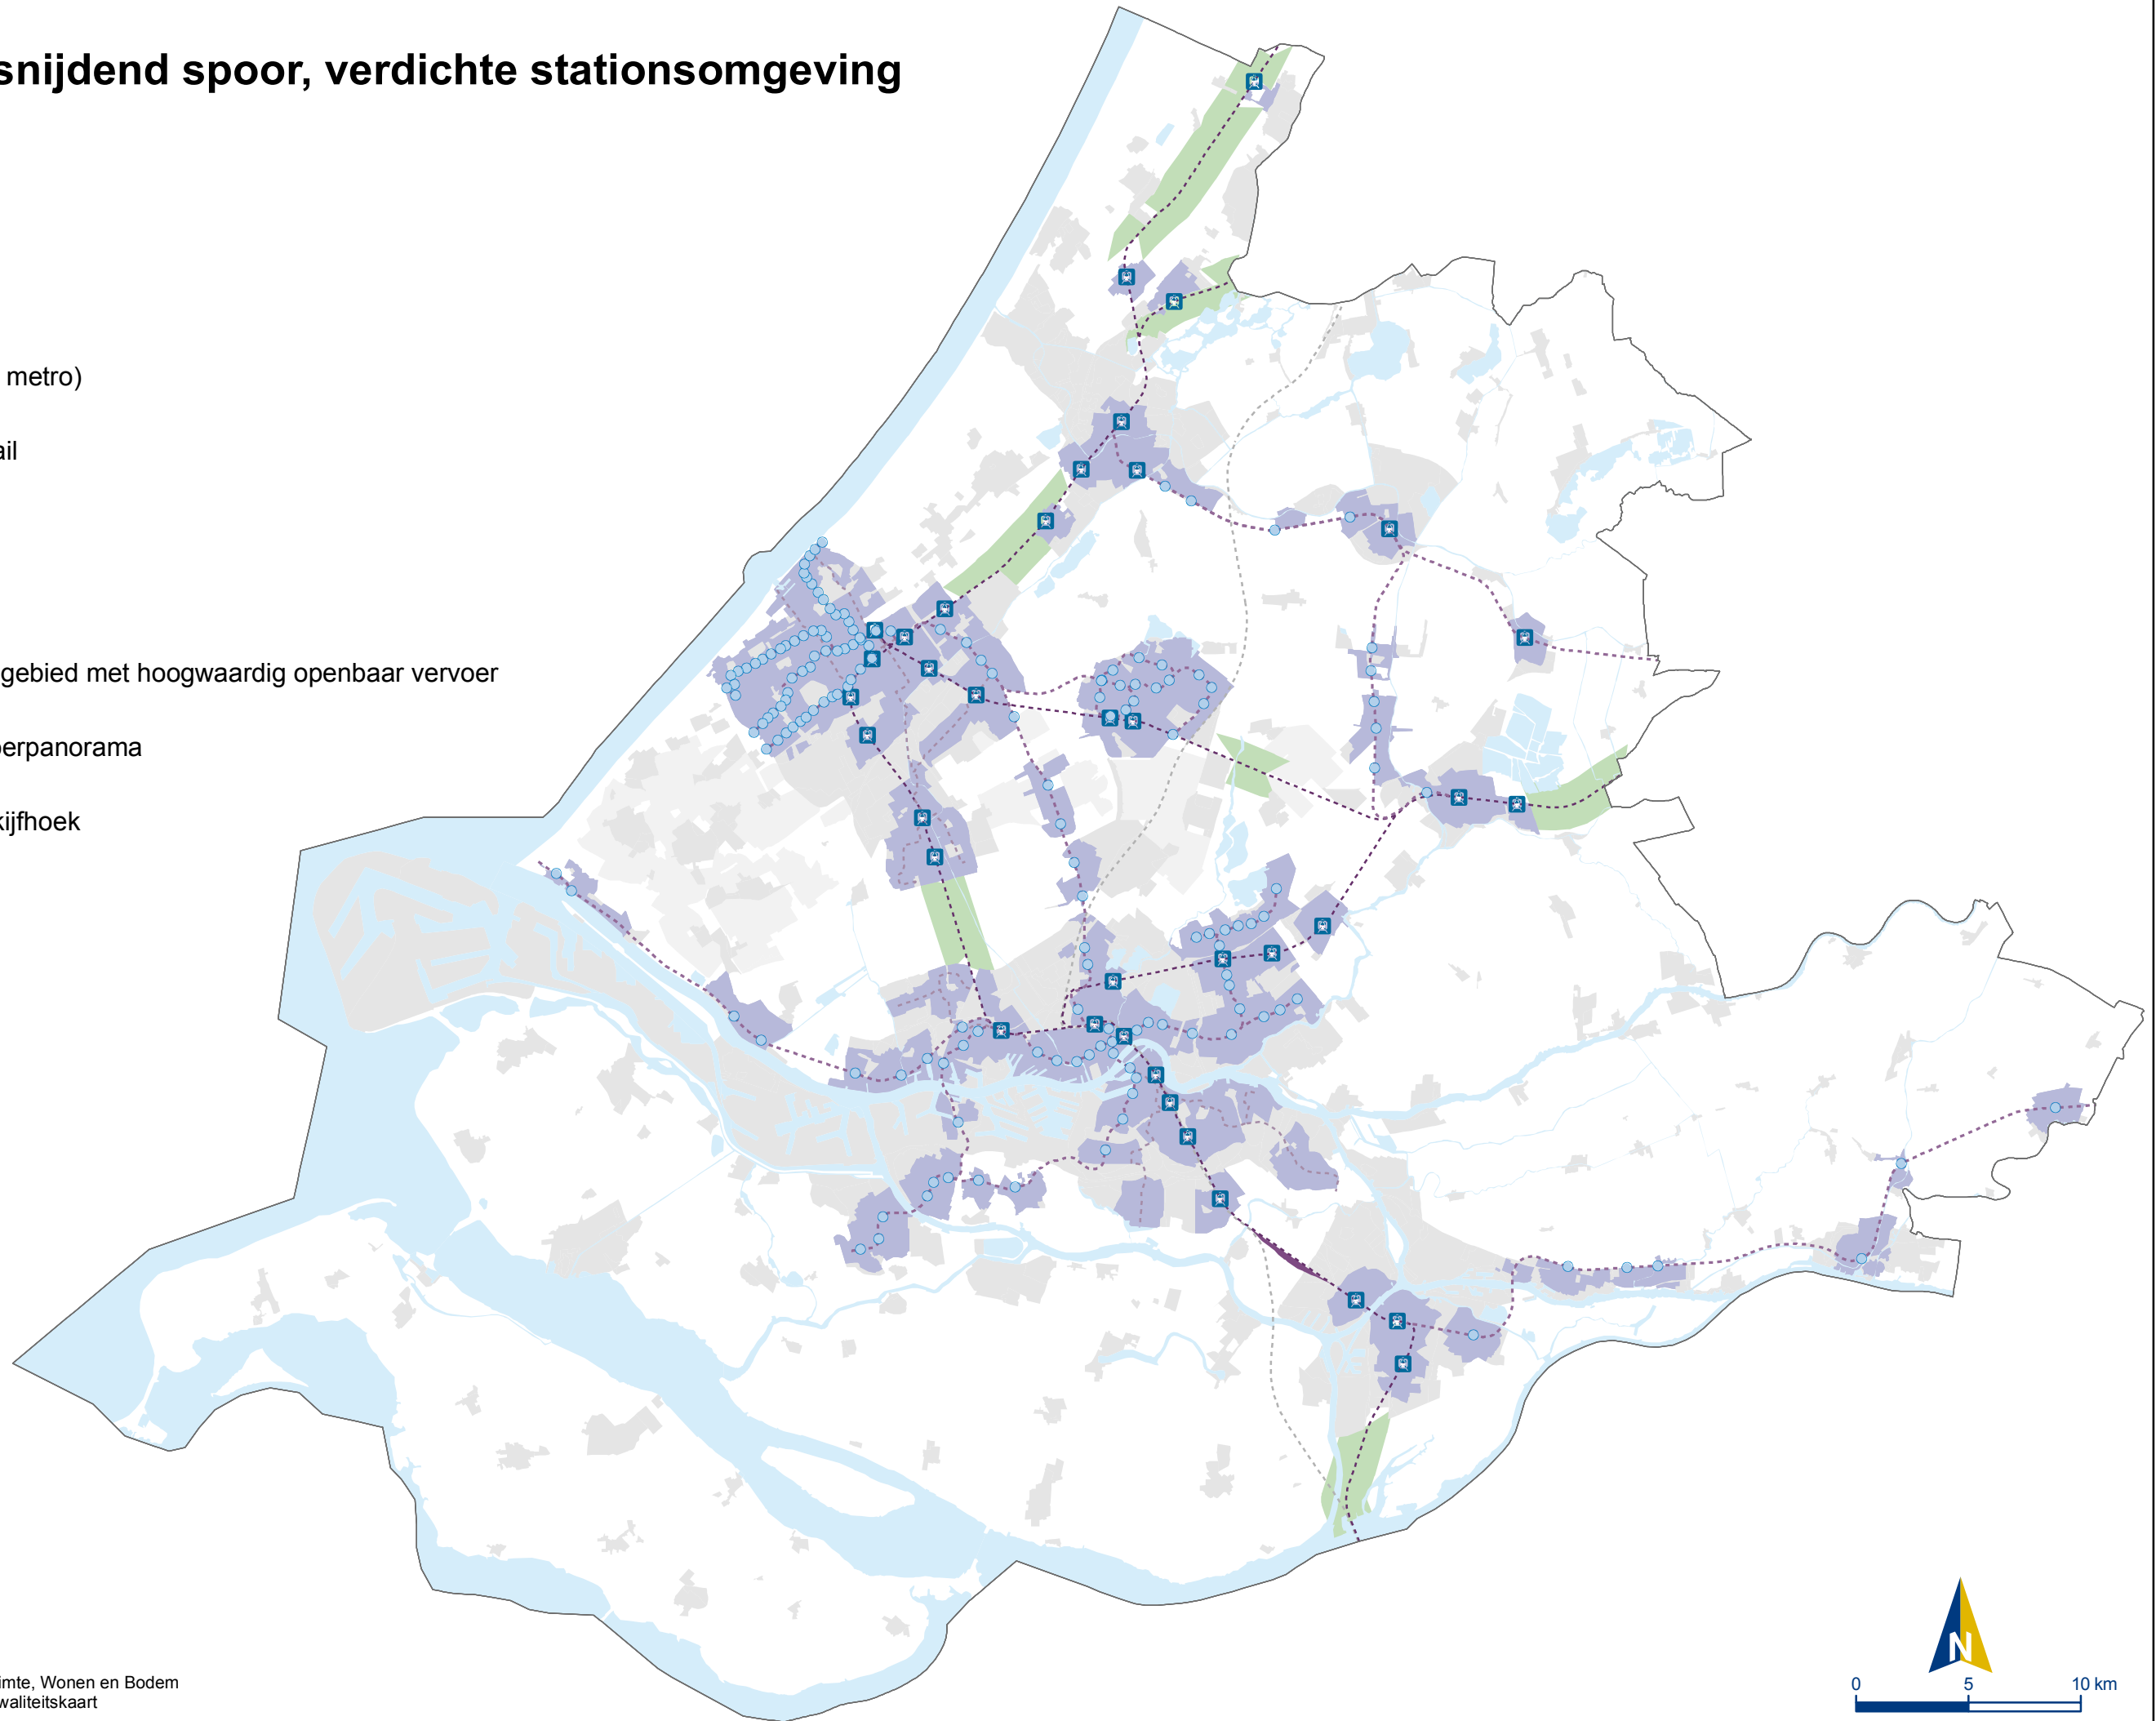 snijdend spoor, verdichte stationsomgeving
metro)
ail
gebied met hoogwaardig openbaar vervoer
perpanorama
kijfhoek
imte, Wonen en Bodem
waliteitskaart
N
0 5 10 km